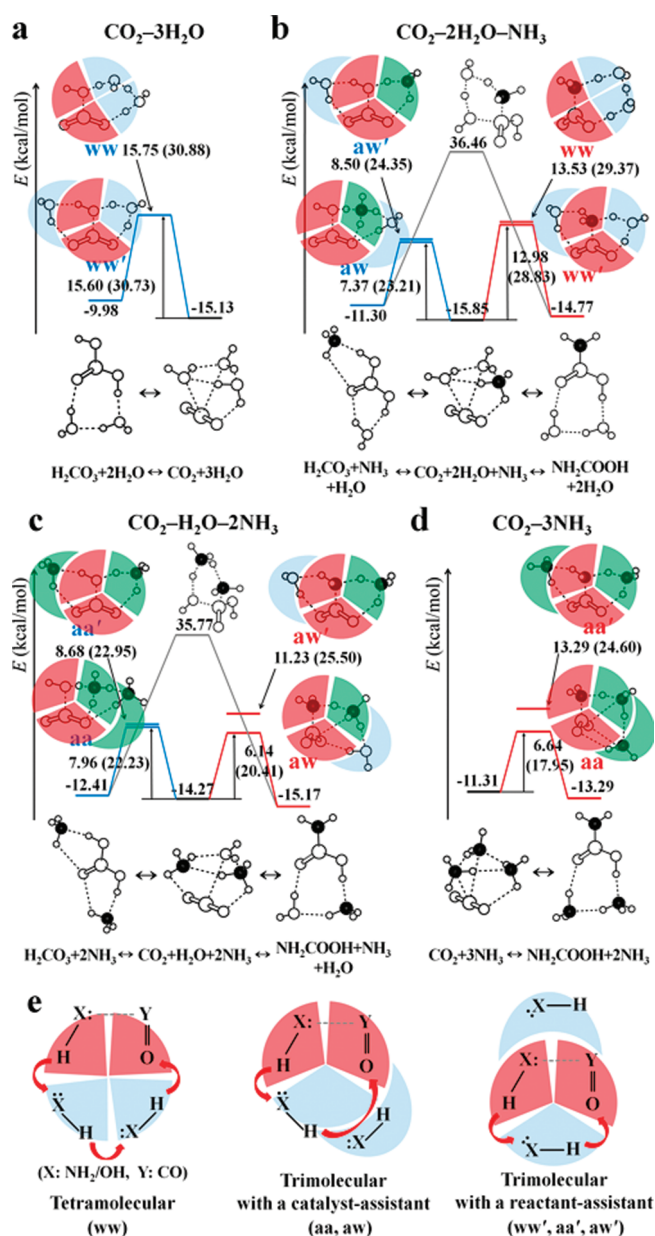 a
CO₂–3H₂O
E (kcal/mol)
ww
15.75 (30.88)
ww′
15.60 (30.73)
-9.98
-15.13
H₂CO₃+2H₂O ↔ CO₂+3H₂O
b
CO₂–2H₂O–NH₃
E (kcal/mol)
aw′
8.50 (24.35)
36.46
ww
13.53 (29.37)
aw
7.37 (23.21)
12.98
(28.83)
ww′
-11.30
-15.85
-14.77
H₂CO₃+NH₃
+H₂O
↔ CO₂+2H₂O+NH₃ ↔
NH₂COOH
+2H₂O
c
CO₂–H₂O–2NH₃
E (kcal/mol)
aa′
8.68 (22.95)
35.77
aw′
11.23 (25.50)
aa
7.96 (22.23)
6.14
(20.41)
aw
-12.41
-14.27
-15.17
H₂CO₃+2NH₃ ↔ CO₂+H₂O+2NH₃ ↔
NH₂COOH+NH₃
+H₂O
d
CO₂–3NH₃
E (kcal/mol)
aa′
13.29 (24.60)
6.64
(17.95)
aa
-11.31
-13.29
CO₂+3NH₃ ↔ NH₂COOH+2NH₃
e
X: Y
H O
Ẍ H
H :X
(X: NH₂/OH, Y: CO)
Tetramolecular
(ww)
X: Y
H O
Ẍ
H
H
:X
Trimolecular
with a catalyst-assistant
(aa, aw)
:X–H
X: Y
H O
:X–H
Trimolecular
with a reactant-assistant
(ww′, aa′, aw′)